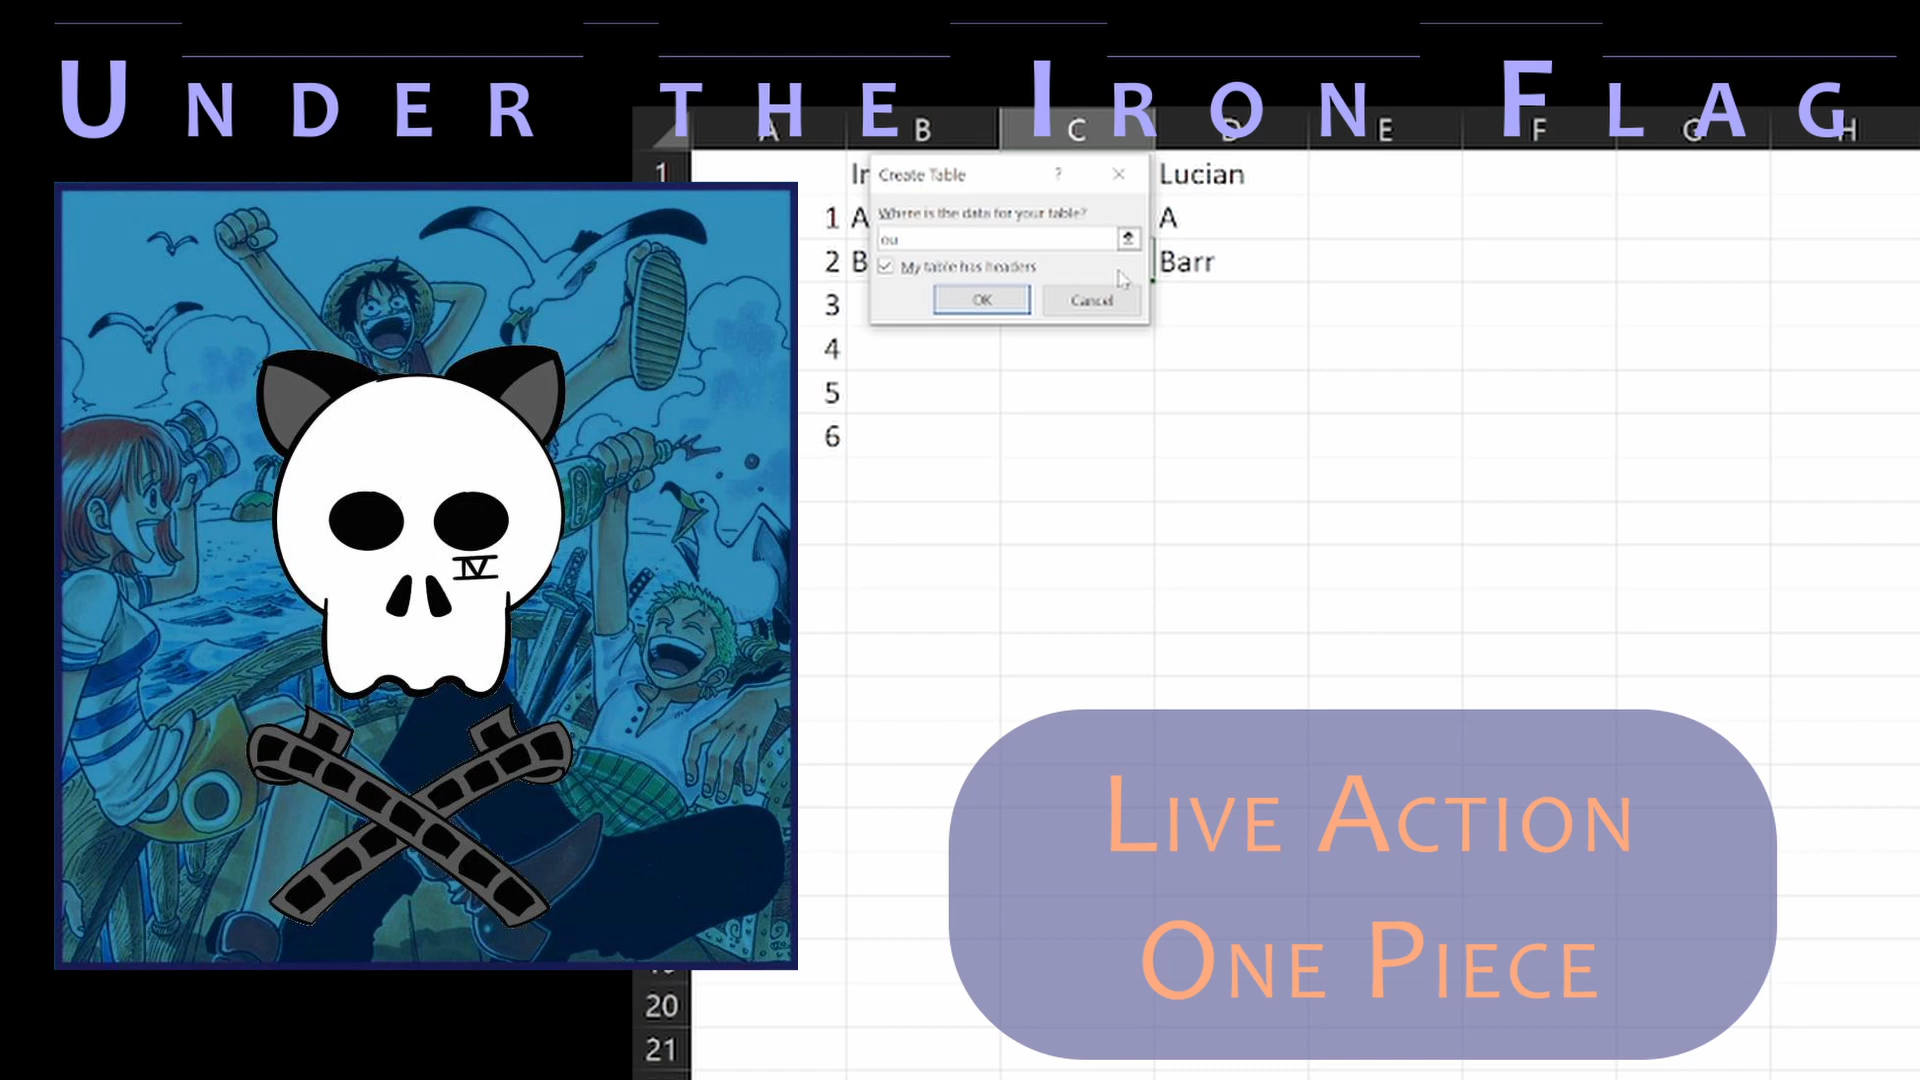 UNDER THE IRON FLAG
A B C D E F G H
1 Lucian
Create Table ? ×
Where is the data for your table?
ou
My table has headers
OK Cancel
1 A A
2 B Barr
3
4
5
6
IV
LIVE ACTION
ONE PIECE
20
21